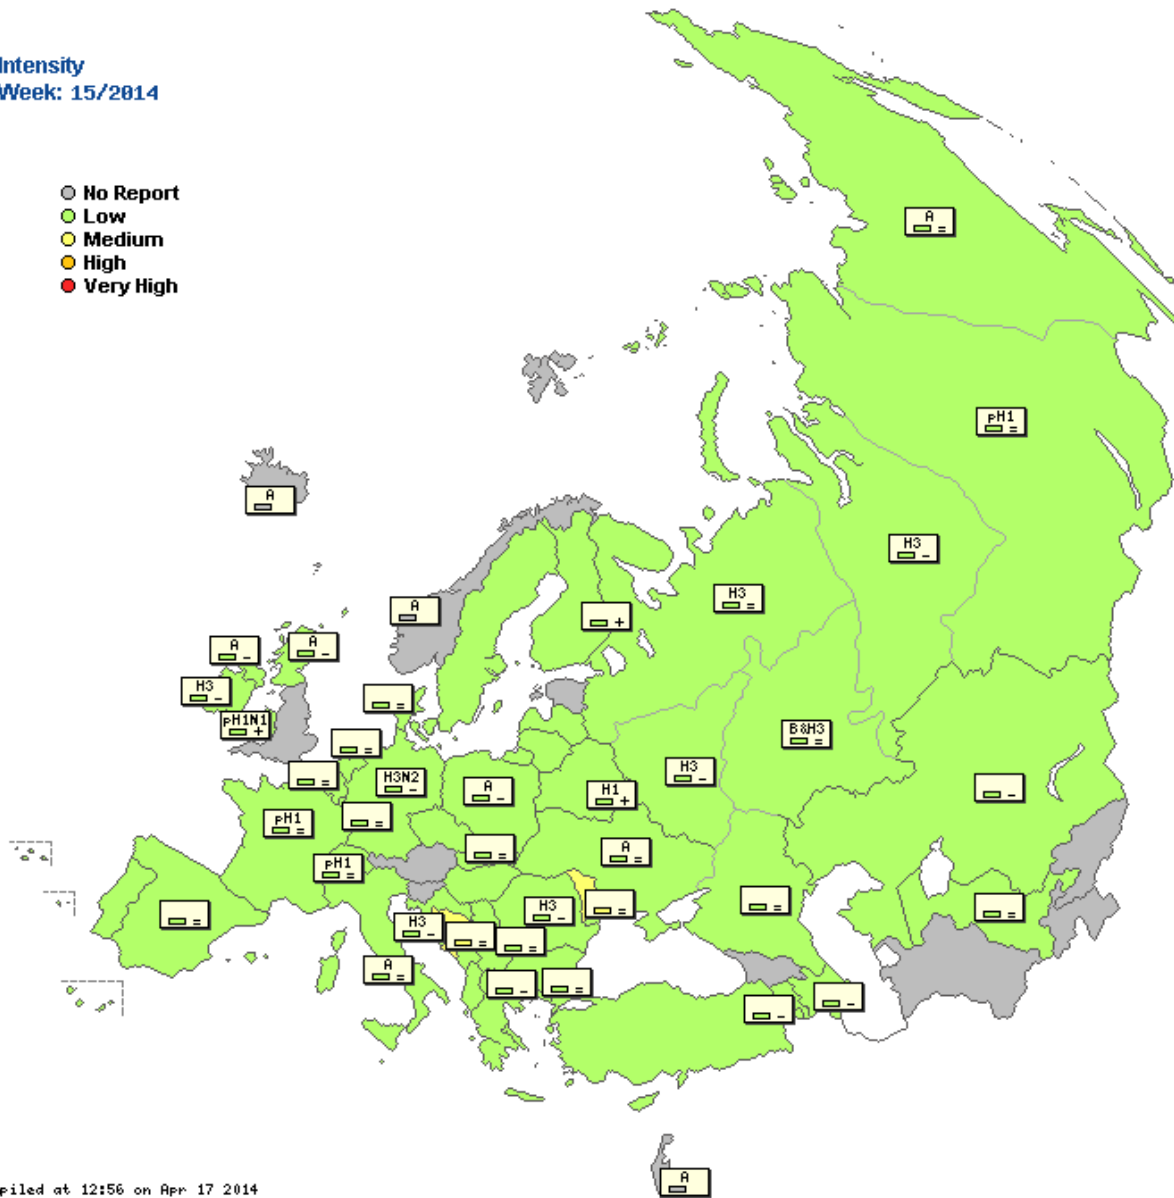 Intensity
Week: 15/2014
No Report
Low
Medium
High
Very High
A
=
pH1
=
A
H3
-
H3
=
A
+
A
-
A
-
H3
-
=
pH1N1
+
B&H3
=
=
H3
-
=
H3N2
-
A
-
H1
+
-
pH1
=
=
=
A
=
pH1
=
=
H3
-
=
=
=
H3
-
=
=
A
=
-
=
-
-
A
piled at 12:56 on Apr 17 2014